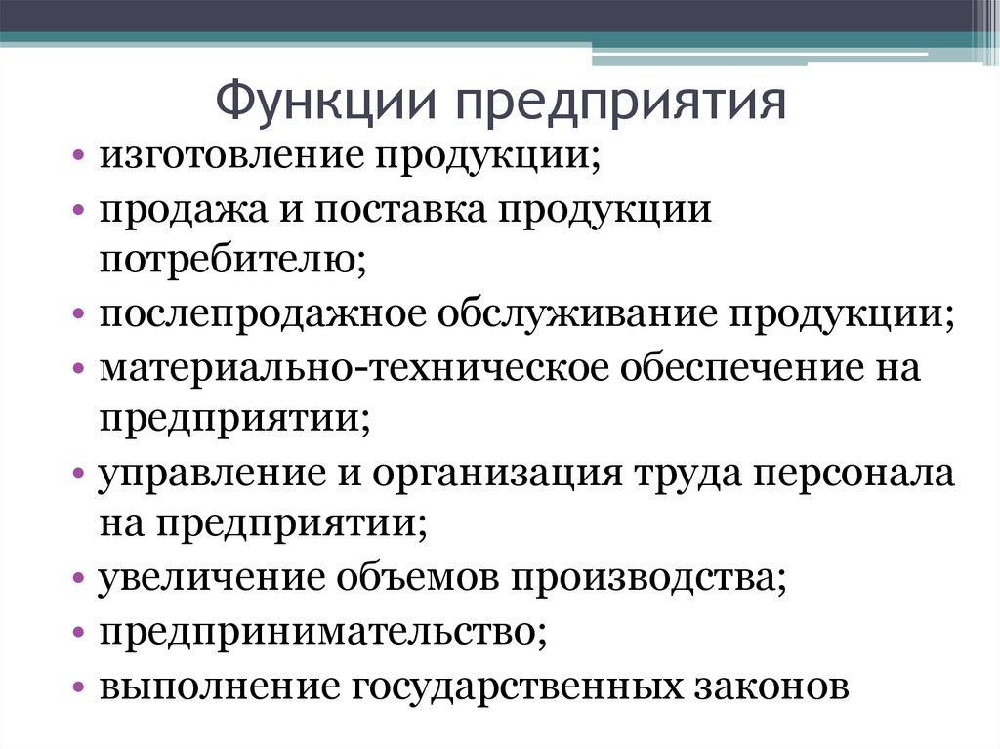 Функции предприятия
• изготовление продукции;
• продажа и поставка продукции
потребителю;
• послепродажное обслуживание продукции;
• материально-техническое обеспечение на
предприятии;
• управление и организация труда персонала
на предприятии;
• увеличение объемов производства;
• предпринимательство;
• выполнение государственных законов